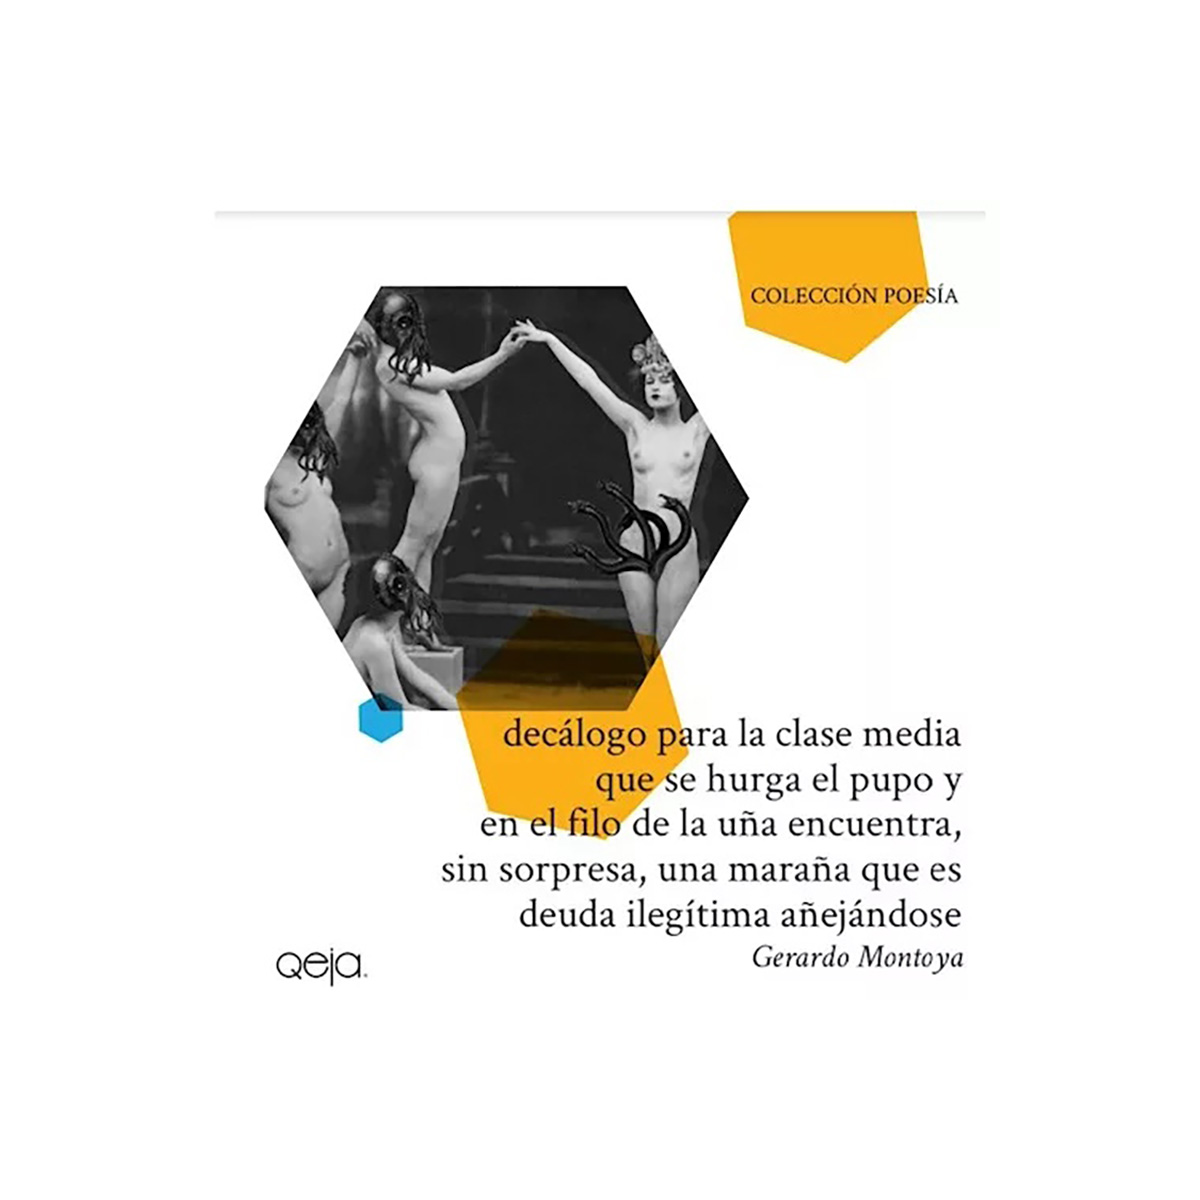 COLECCIÓN POESÍA
decálogo para la clase media
que se hurga el pupo y
en el filo de la uña encuentra,
sin sorpresa, una maraña que es
deuda ilegítima añejándose
Gerardo Montoya
Qeja